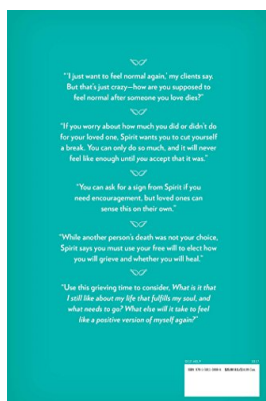 "'I just want to feel normal again,' my clients say.
But that's just crazy—how are you supposed to
feel normal after someone you love dies?"
"If you worry about how much you did or didn't do
for your loved one, Spirit wants you to cut yourself
a break. You can only do so much, and it will never
feel like enough until you accept that it was."
"You can ask for a sign from Spirit if you
need encouragement, but loved ones can
sense this on their own."
"While another person's death was not your choice,
Spirit says you must use your free will to elect how
you will grieve and whether you will heal."
"Use this grieving time to consider, What is it that
I still like about my life that fulfills my soul, and
what needs to go? What else will it take to feel
like a positive version of myself again?"